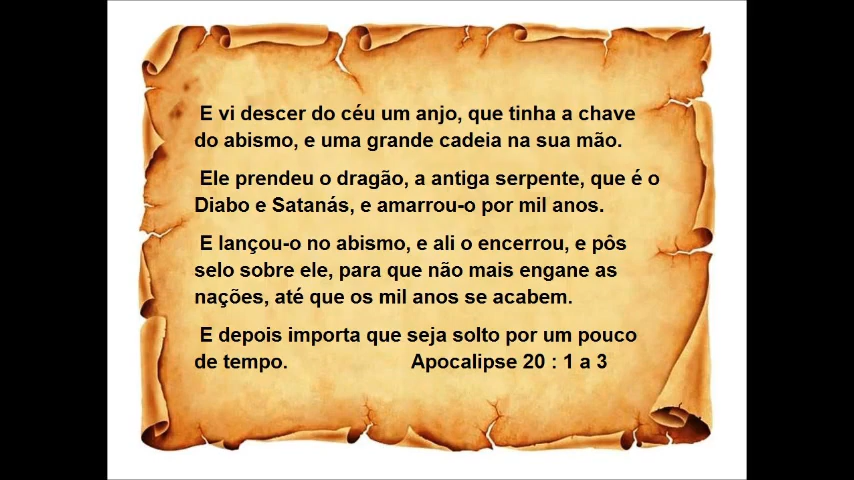 E vi descer do céu um anjo, que tinha a chave
do abismo, e uma grande cadeia na sua mão.
Ele prendeu o dragão, a antiga serpente, que é o
Diabo e Satanás, e amarrou-o por mil anos.
E lançou-o no abismo, e ali o encerrou, e pôs
selo sobre ele, para que não mais engane as
nações, até que os mil anos se acabem.
E depois importa que seja solto por um pouco
de tempo. Apocalipse 20 : 1 a 3